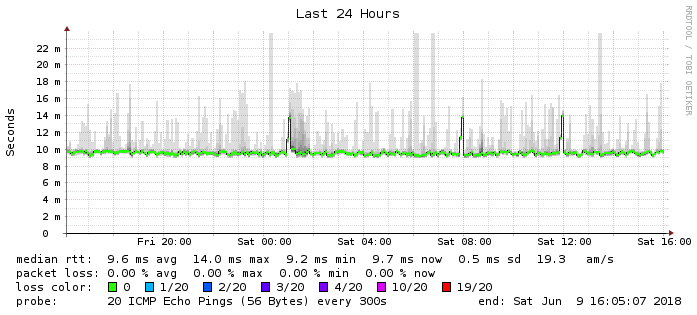 Last 24 Hours
RRDTOOL / TOBI OETIKER
Seconds
22 m
20 m
18 m
16 m
14 m
12 m
10 m
8 m
6 m
4 m
2 m
0
Fri 20:00 Sat 00:00 Sat 04:00 Sat 08:00 Sat 12:00 Sat 16:00
median rtt: 9.6 ms avg 14.0 ms max 9.2 ms min 9.7 ms now 0.5 ms sd 19.3 am/s
packet loss: 0.00 % avg 0.00 % max 0.00 % min 0.00 % now
loss color: 0 1/20 2/20 3/20 4/20 10/20 19/20
probe: 20 ICMP Echo Pings (56 Bytes) every 300s end: Sat Jun 9 16:05:07 2018